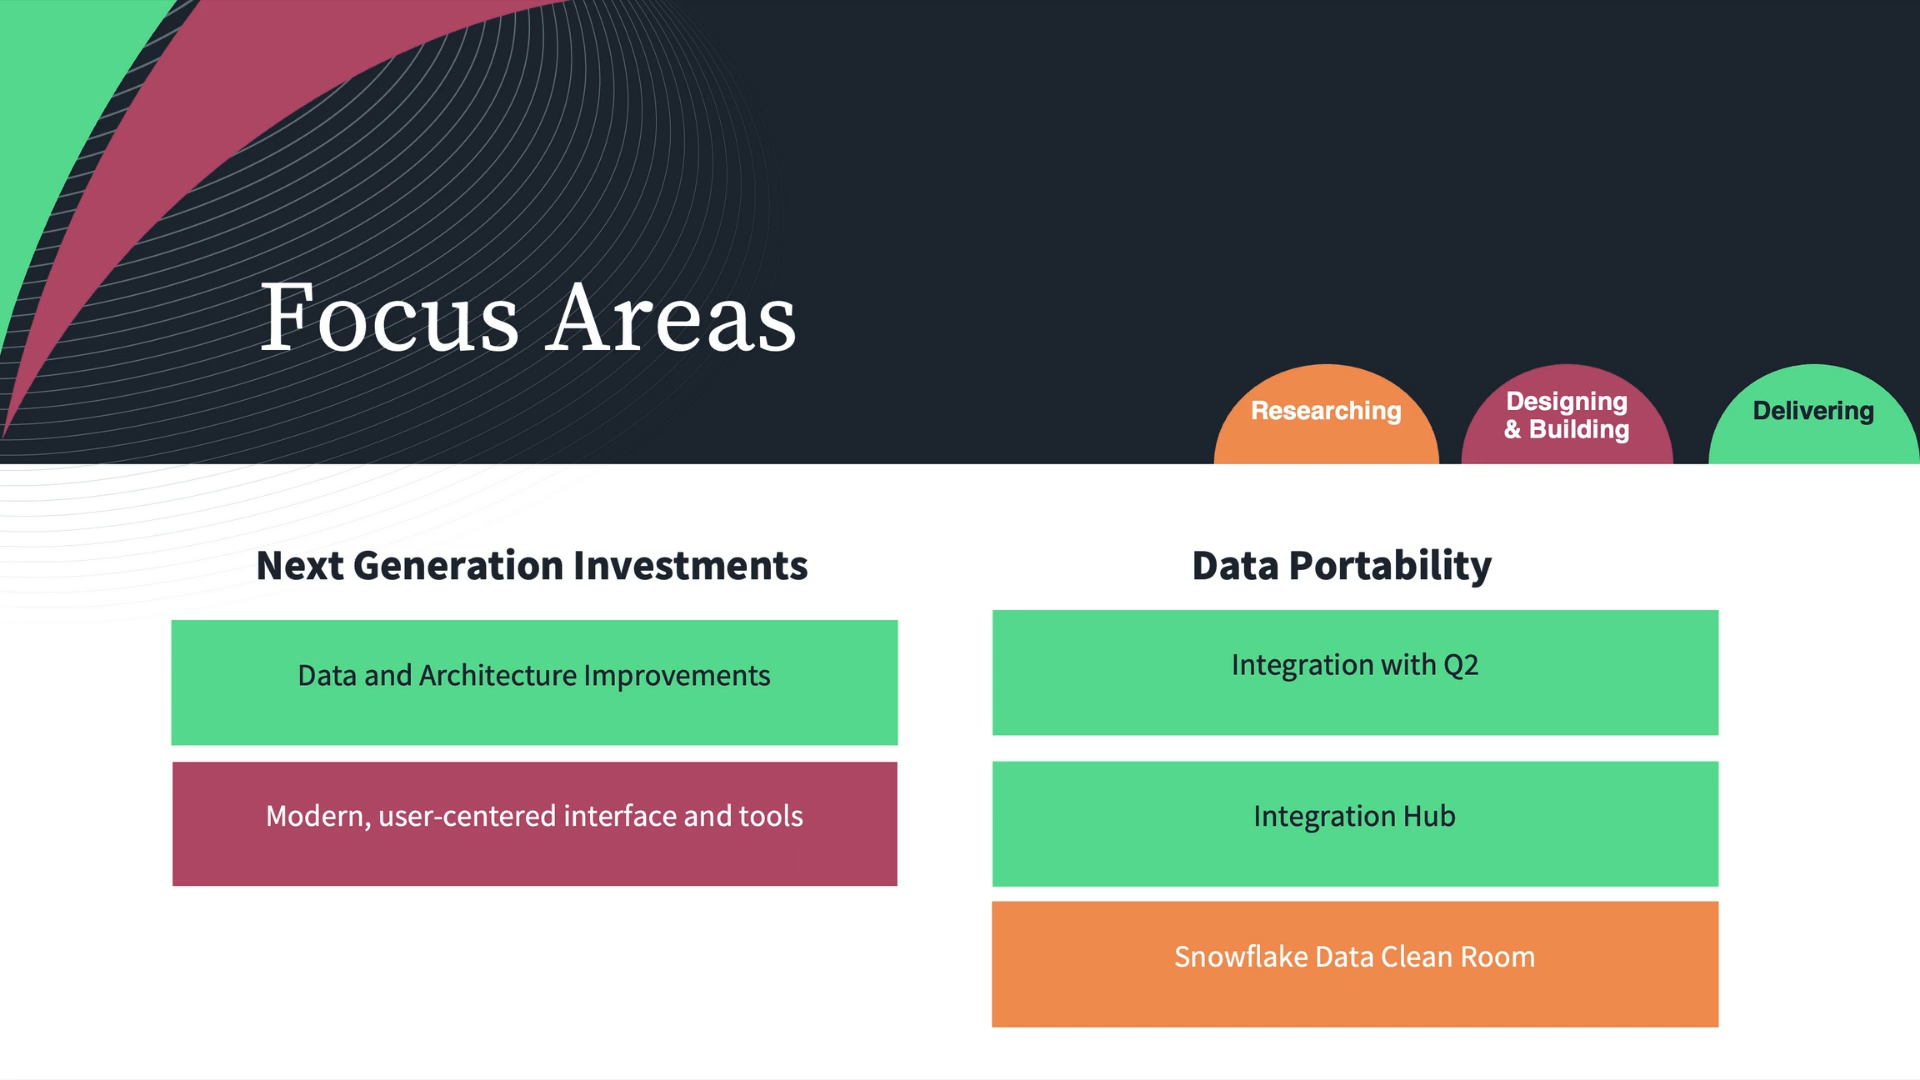 Focus Areas
Researching
Designing
& Building
Delivering
Next Generation Investments
Data and Architecture Improvements
Modern, user-centered interface and tools
Data Portability
Integration with Q2
Integration Hub
Snowflake Data Clean Room